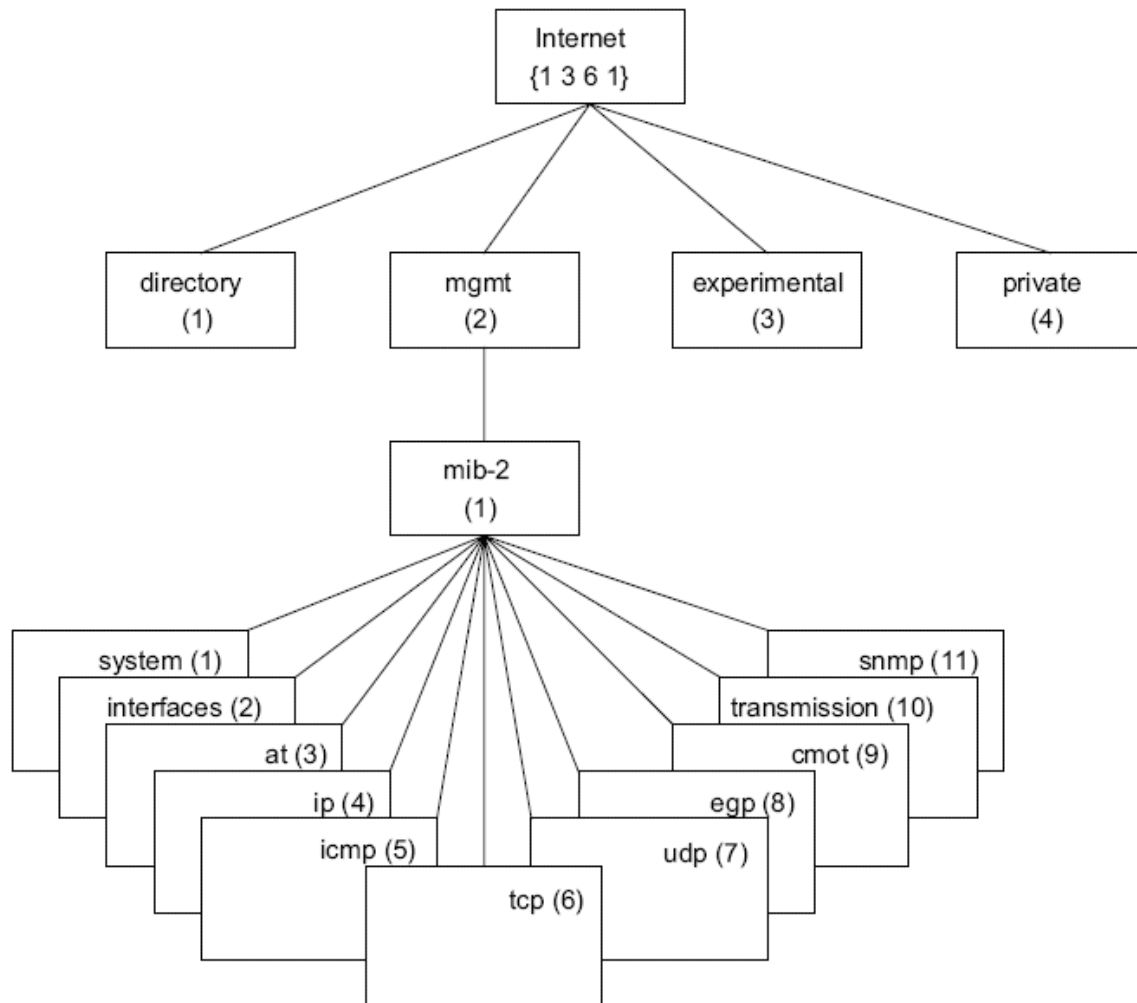 Internet
{1 3 6 1}
directory
(1)
mgmt
(2)
experimental
(3)
private
(4)
mib-2
(1)
system (1)
interfaces (2)
at (3)
ip (4)
icmp (5)
tcp (6)
udp (7)
egp (8)
cmot (9)
transmission (10)
snmp (11)